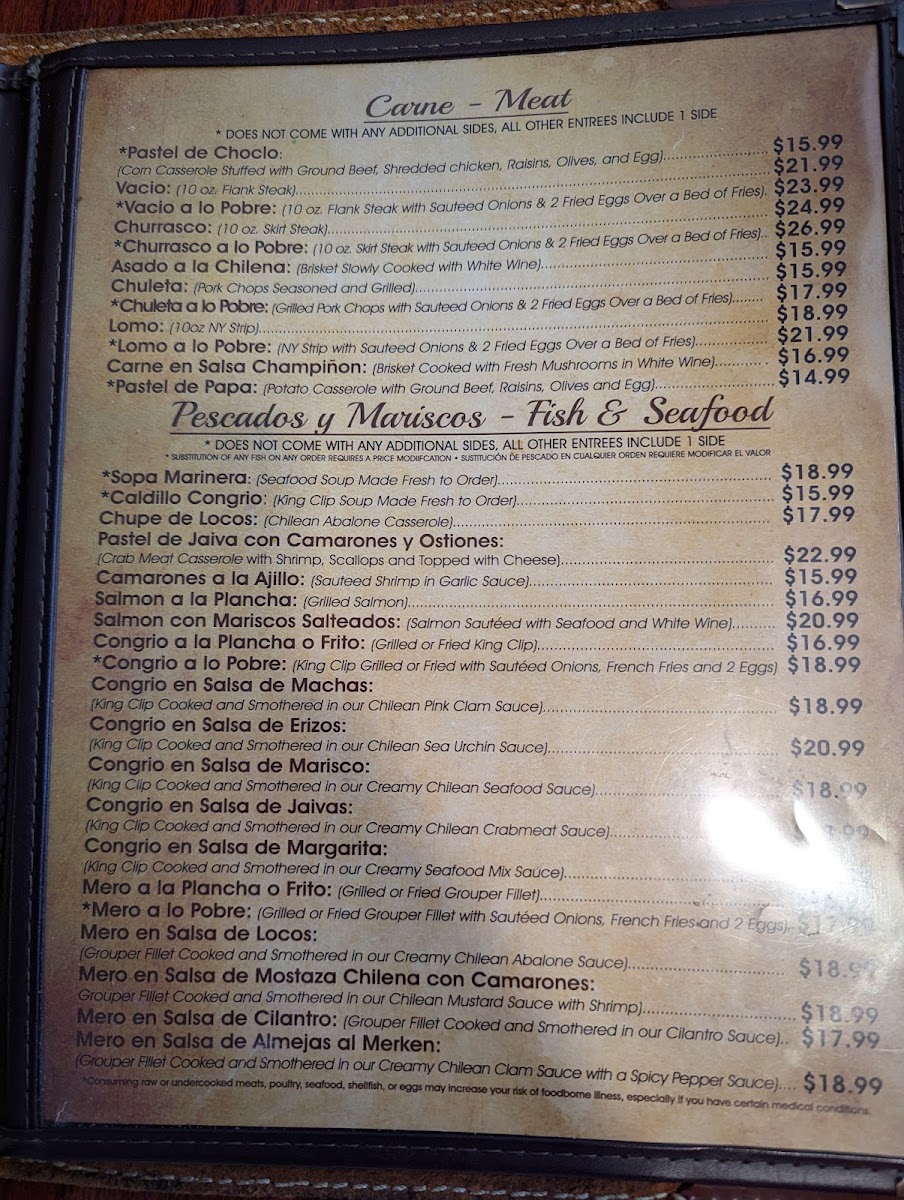 Carne - Meat
* DOES NOT COME WITH ANY ADDITIONAL SIDES, ALL OTHER ENTREES INCLUDE 1 SIDE
*Pastel de Choclo:
(Corn Casserole Stuffed with Ground Beef, Shredded chicken, Raisins, Olives, and Egg)..... $15.99
Vacio: (10 oz. Flank Steak)..... $21.99
*Vacio a lo Pobre: (10 oz. Flank Steak with Sauteed Onions & 2 Fried Eggs Over a Bed of Fries). $23.99
Churrasco: (10 oz. Skirt Steak)..... $24.99
*Churrasco a lo Pobre: (10 oz. Skirt Steak with Sauteed Onions & 2 Fried Eggs Over a Bed of Fries).. $26.99
Asado a la Chilena: (Brisket Slowly Cooked with White Wine)..... $15.99
Chuleta: (Pork Chops Seasoned and Grilled)..... $15.99
*Chuleta a lo Pobre: (Grilled Pork Chops with Sauteed Onions & 2 Fried Eggs Over a Bed of Fries)..... $17.99
Lomo: (10oz NY Strip)..... $18.99
*Lomo a lo Pobre: (NY Strip with Sauteed Onions & 2 Fried Eggs Over a Bed of Fries)..... $21.99
Carne en Salsa Champiñon: (Brisket Cooked with Fresh Mushrooms in White Wine)..... $16.99
*Pastel de Papa: (Potato Casserole with Ground Beef, Raisins, Olives and Egg)..... $14.99
Pescados y Mariscos - Fish & Seafood
* DOES NOT COME WITH ANY ADDITIONAL SIDES, ALL OTHER ENTREES INCLUDE 1 SIDE
* SUBSTITUTION OF ANY FISH ON ANY ORDER REQUIRES A PRICE MODIIFCATION • SUSTITUCIÓN DE PESCADO EN CUALQUIER ORDEN REQUIERE MODIFICAR EL VALOR
*Sopa Marinera: (Seafood Soup Made Fresh to Order)..... $18.99
*Caldillo Congrio: (King Clip Soup Made Fresh to Order)..... $15.99
Chupe de Locos: (Chilean Abalone Casserole)..... $17.99
Pastel de Jaiva con Camarones y Ostiones:
(Crab Meat Casserole with Shrimp, Scallops and Topped with Cheese)..... $22.99
Camarones a la Ajillo: (Sauteed Shrimp in Garlic Sauce)..... $15.99
Salmon a la Plancha: (Grilled Salmon)..... $16.99
Salmon con Mariscos Salteados: (Salmon Sautéed with Seafood and White Wine)..... $20.99
Congrio a la Plancha o Frito: (Grilled or Fried King Clip)..... $16.99
*Congrio a lo Pobre: (King Clip Grilled or Fried with Sautéed Onions, French Fries and 2 Eggs) $18.99
Congrio en Salsa de Machas:
(King Clip Cooked and Smothered in our Chilean Pink Clam Sauce)..... $18.99
Congrio en Salsa de Erizos:
(King Clip Cooked and Smothered in our Chilean Sea Urchin Sauce)..... $20.99
Congrio en Salsa de Marisco:
(King Clip Cooked and Smothered in our Creamy Chilean Seafood Sauce)..... $18.99
Congrio en Salsa de Jaivas:
(King Clip Cooked and Smothered in our Creamy Chilean Crabmeat Sauce).....
Congrio en Salsa de Margarita:
(King Clip Cooked and Smothered in our Creamy Seafood Mix Sauce).....
Mero a la Plancha o Frito: (Grilled or Fried Grouper Fillet).....
*Mero a lo Pobre: (Grilled or Fried Grouper Fillet with Sautéed Onions, French Fries and 2 Eggs). $17.99
Mero en Salsa de Locos:
(Grouper Fillet Cooked and Smothered in our Creamy Chilean Abalone Sauce)..... $18.99
Mero en Salsa de Mostaza Chilena con Camarones:
Grouper Fillet Cooked and Smothered in our Chilean Mustard Sauce with Shrimp)..... $18.99
Mero en Salsa de Cilantro: (Grouper Fillet Cooked and Smothered in our Cilantro Sauce).. $17.99
Mero en Salsa de Almejas al Merken:
(Grouper Fillet Cooked and Smothered in our Creamy Chilean Clam Sauce with a Spicy Pepper Sauce).... $18.99
*Consuming raw or undercooked meats, poultry, seafood, shellfish, or eggs may increase your risk of foodborne illness, especially if you have certain medical conditions.